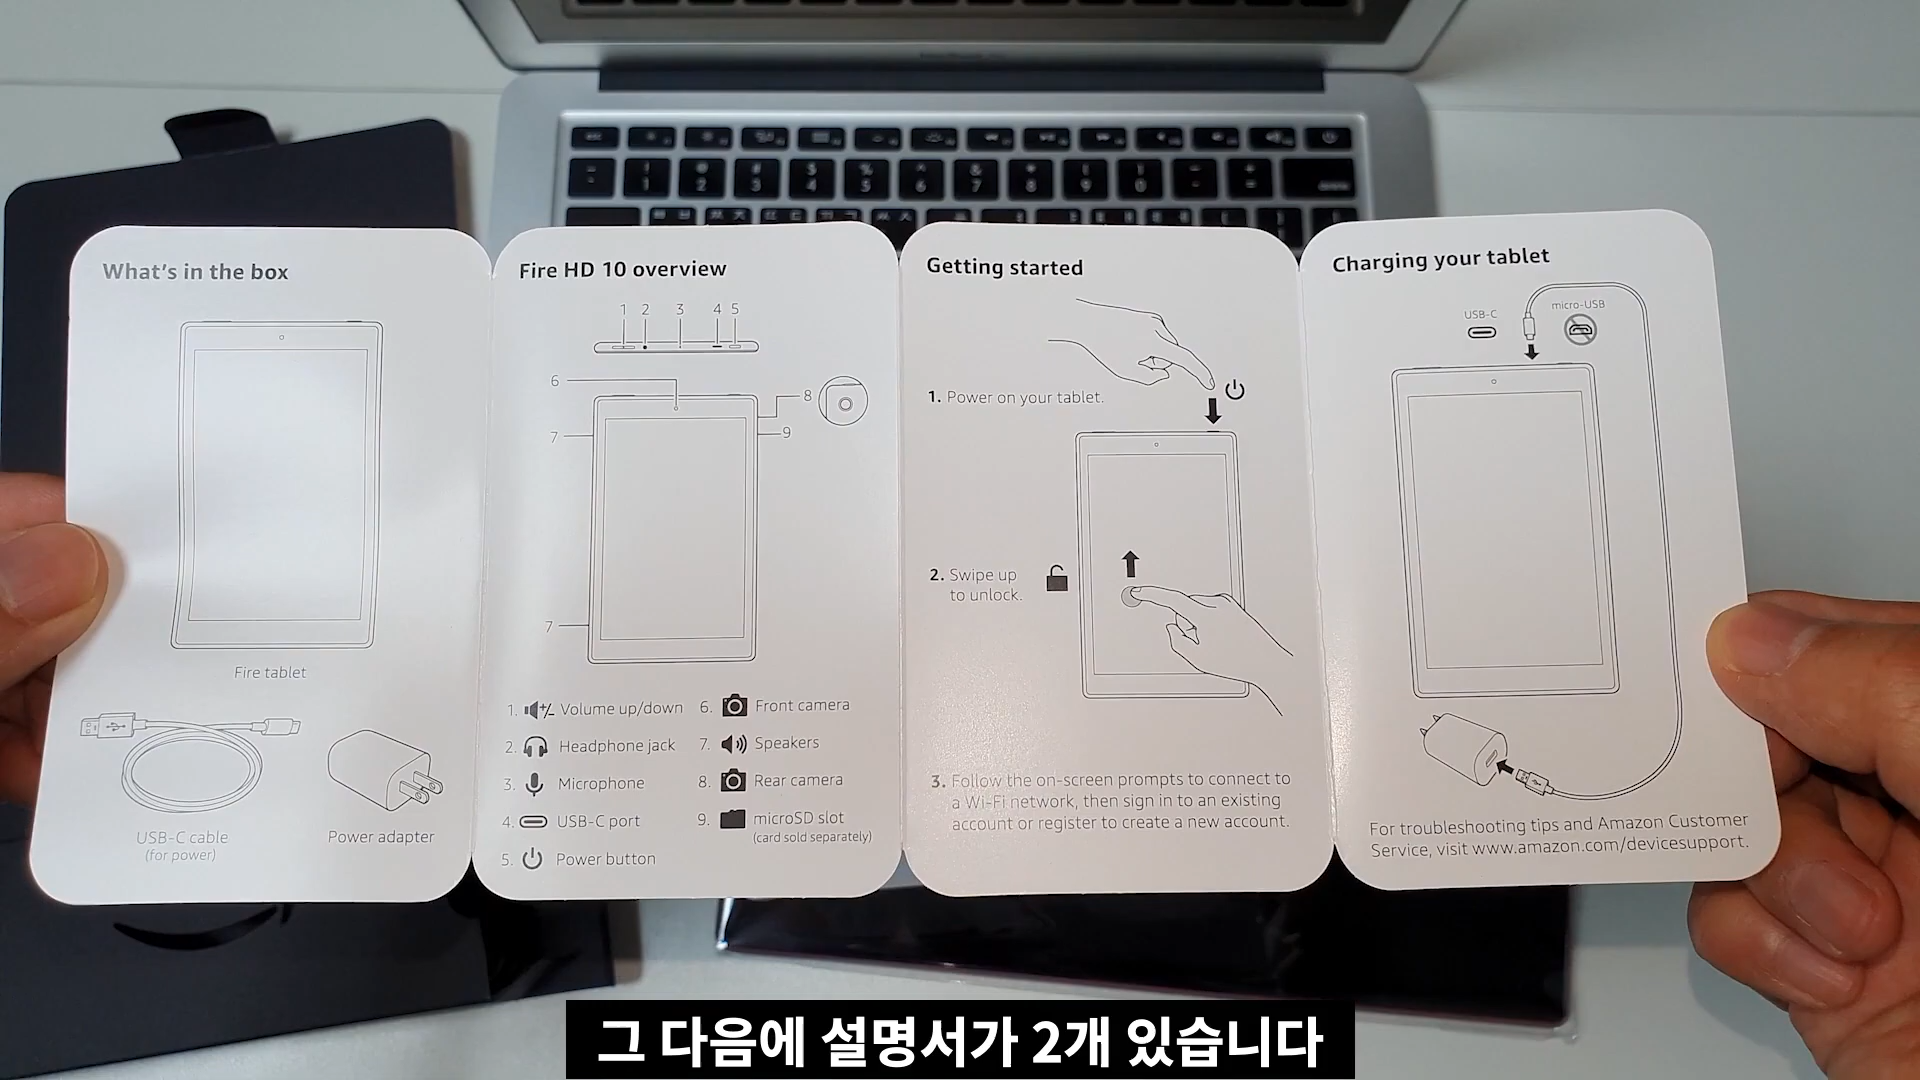 What's in the box
Fire tablet
USB-C cable
(for power)
Power adapter
Fire HD 10 overview
1 2 3 4 5
6
8
7
9
7
1. Volume up/down
2. Headphone jack
3. Microphone
4. USB-C port
5. Power button
6. Front camera
7. Speakers
8. Rear camera
9. microSD slot
(card sold separately)
Getting started
1. Power on your tablet.
2. Swipe up
to unlock.
3. Follow the on-screen prompts to connect to
a Wi-Fi network, then sign in to an existing
account or register to create a new account.
Charging your tablet
USB-C
micro-USB
For troubleshooting tips and Amazon Customer
Service, visit www.amazon.com/devicesupport.
그 다음에 설명서가 2개 있습니다